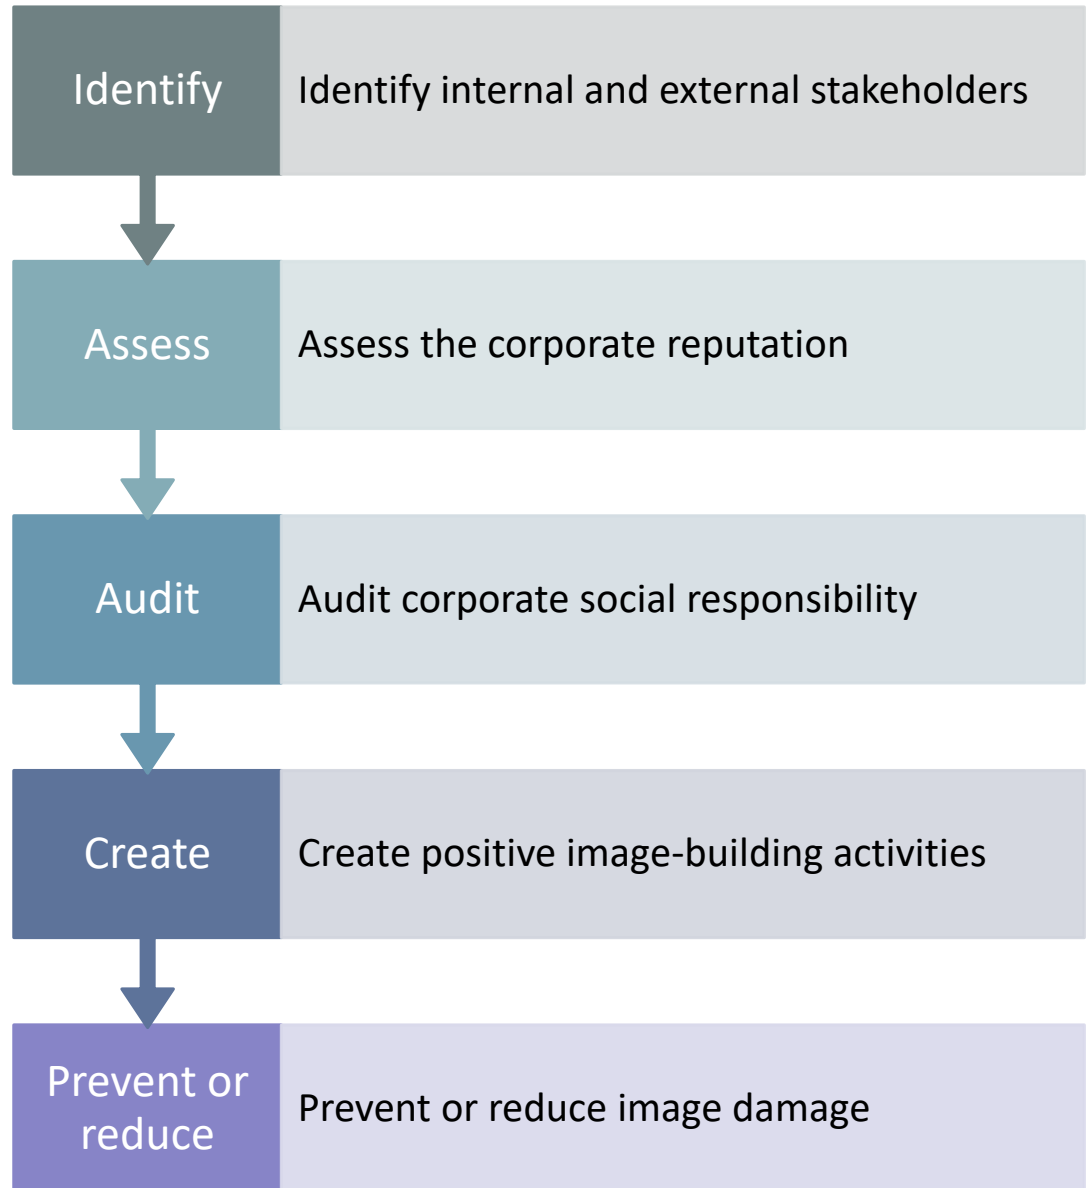 Identify
Identify internal and external stakeholders
Assess
Assess the corporate reputation
Audit
Audit corporate social responsibility
Create
Create positive image-building activities
Prevent or
reduce
Prevent or reduce image damage